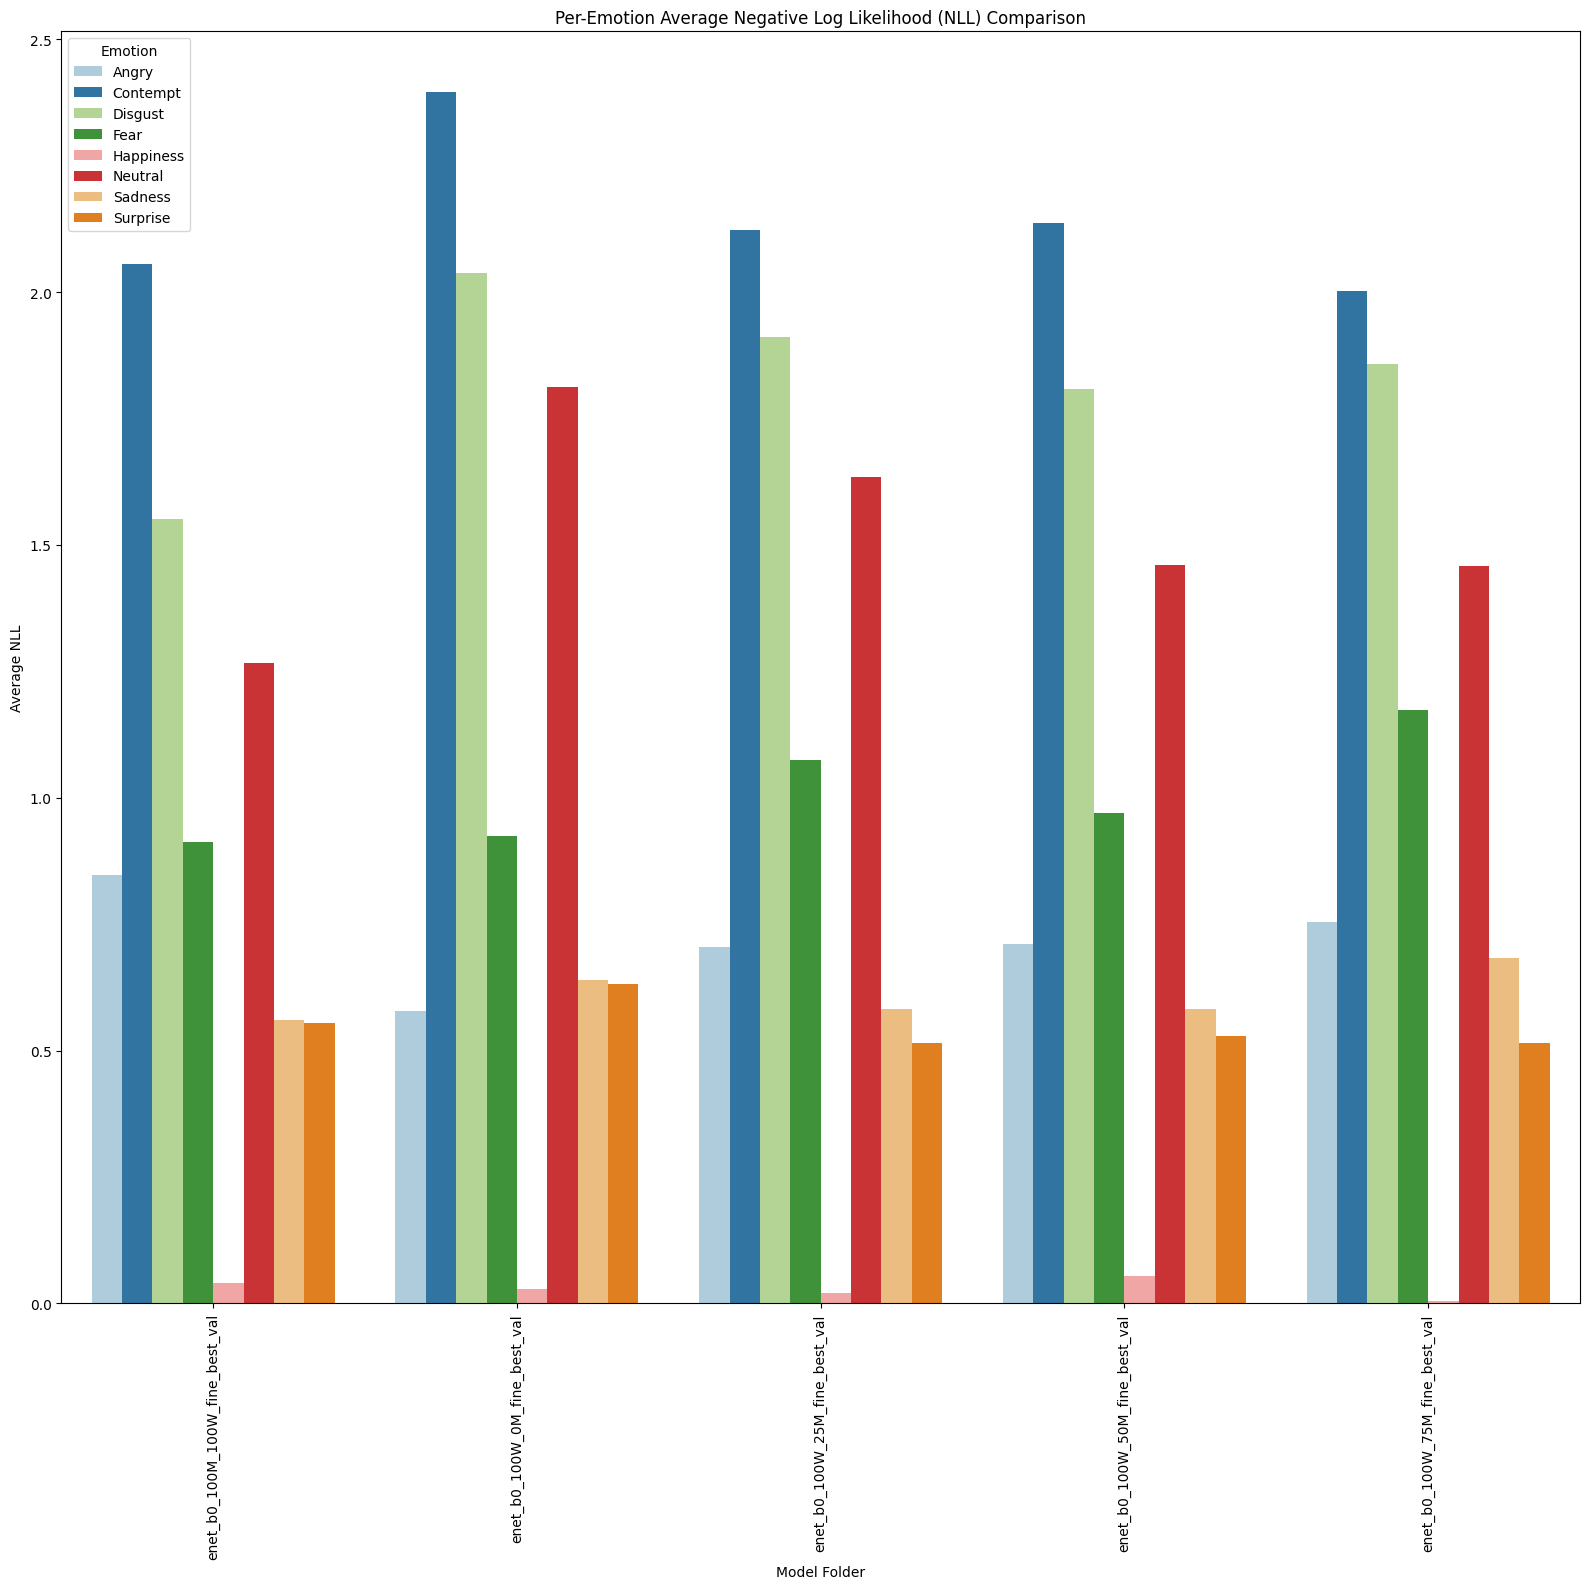 Per-Emotion Average Negative Log Likelihood (NLL) Comparison
Emotion
Angry
Contempt
Disgust
Fear
Happiness
Neutral
Sadness
Surprise
Average NLL
2.5
2.0
1.5
1.0
0.5
0.0
enet_b0_100M_100W_fine_best_val
enet_b0_100W_0M_fine_best_val
enet_b0_100W_25M_fine_best_val
enet_b0_100W_50M_fine_best_val
enet_b0_100W_75M_fine_best_val
Model Folder